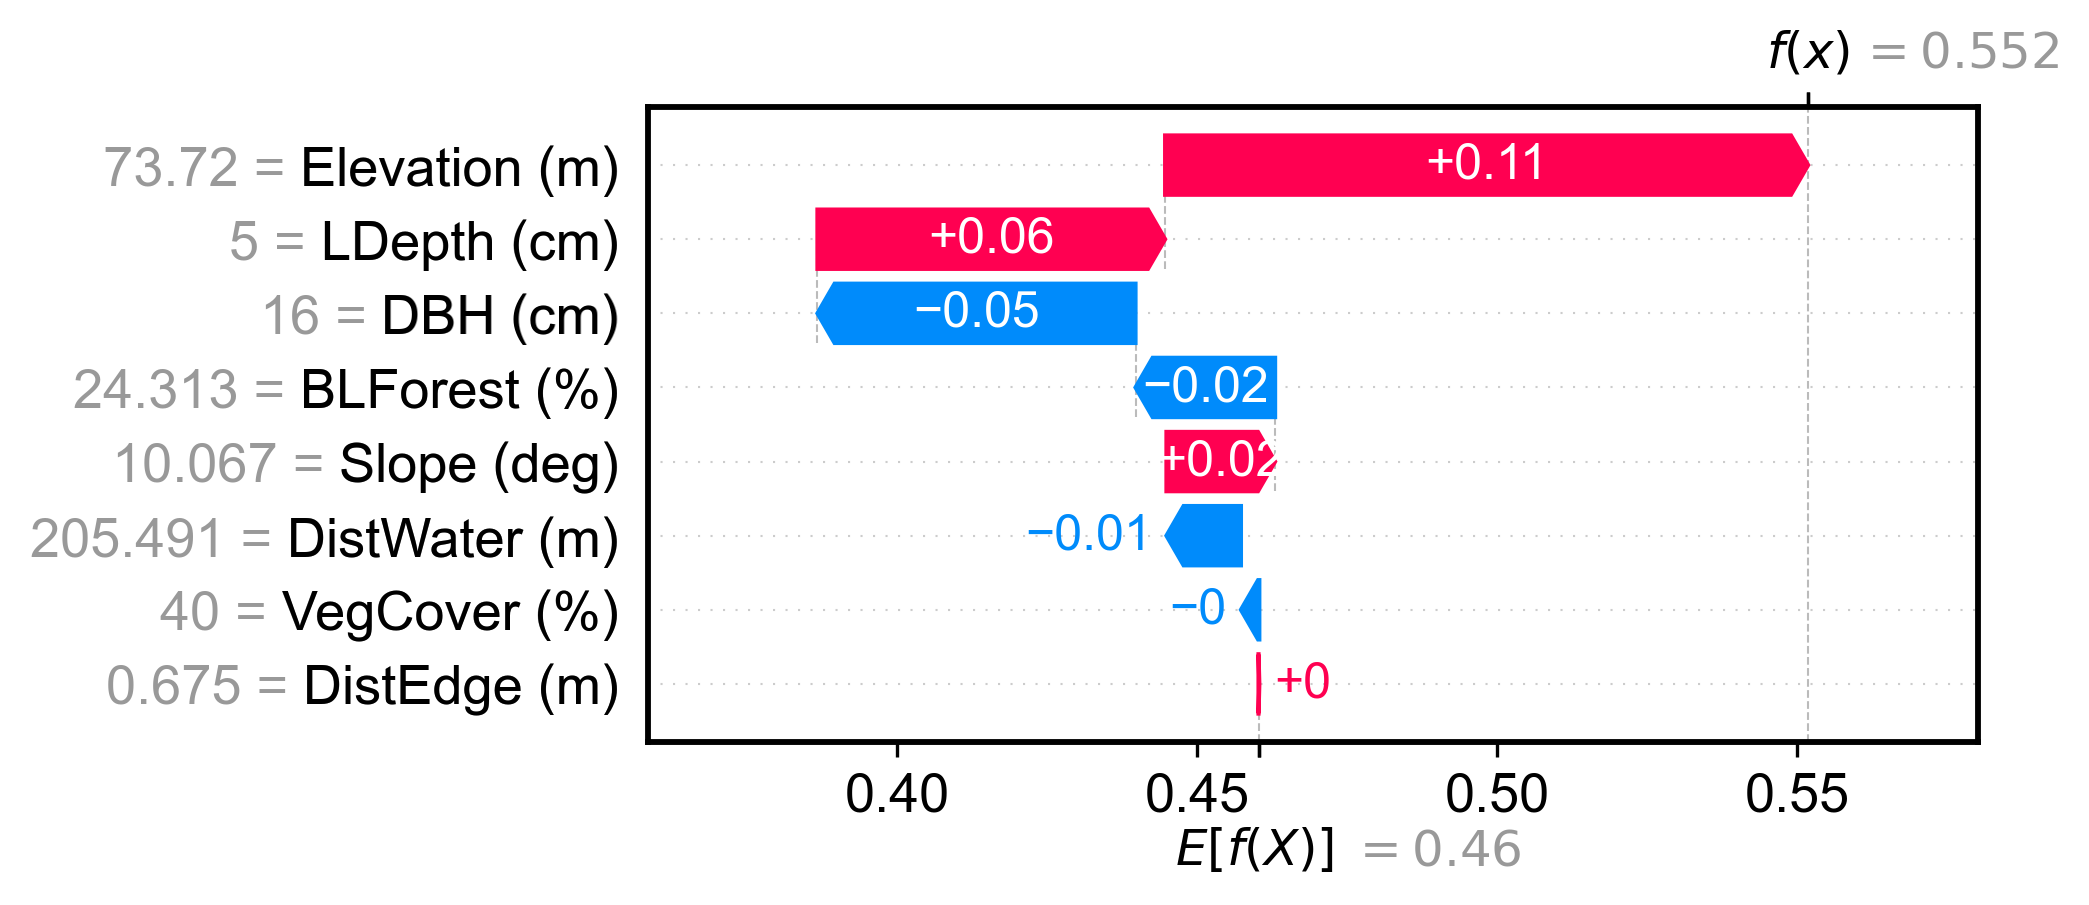 f(x) = 0.552
73.72 = Elevation (m) +0.11
5 = LDepth (cm) +0.06
16 = DBH (cm) −0.05
24.313 = BLForest (%) −0.02
10.067 = Slope (deg) +0.02
205.491 = DistWater (m) −0.01
40 = VegCover (%) −0
0.675 = DistEdge (m) +0
0.40 0.45 0.50 0.55
E[f(X)] = 0.46